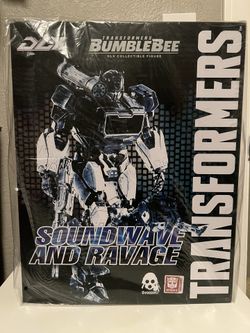 DLX
TRANSFORMERS
BUMBLEBEE
DLX COLLECTIBLE FIGURE
TRANSFORMERS
SOUNDWAVE
AND RAVAGE